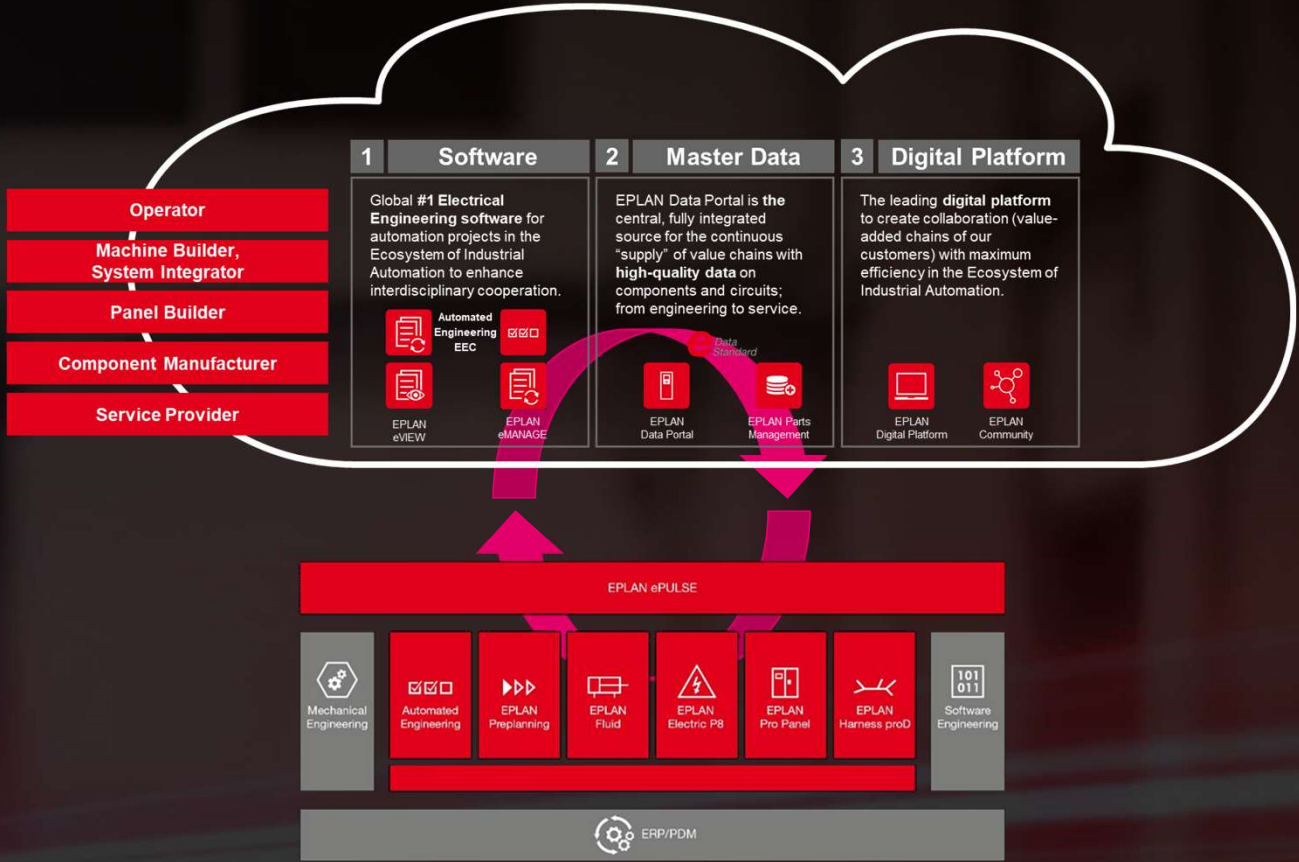 Operator
Machine Builder,
System Integrator
Panel Builder
Component Manufacturer
Service Provider
1 Software
Global #1 Electrical
Engineering software for
automation projects in the
Ecosystem of Industrial
Automation to enhance
interdisciplinary cooperation.
Automated
Engineering
EEC
EPLAN
eVIEW
EPLAN
eMANAGE
2 Master Data
EPLAN Data Portal is the
central, fully integrated
source for the continuous
“supply” of value chains with
high-quality data on
components and circuits;
from engineering to service.
e Data
Standard
EPLAN
Data Portal
EPLAN Parts
Management
3 Digital Platform
The leading digital platform
to create collaboration (value-
added chains of our
customers) with maximum
efficiency in the Ecosystem of
Industrial Automation.
EPLAN
Digital Platform
EPLAN
Community
EPLAN ePULSE
Mechanical
Engineering
Automated
Engineering
EPLAN
Preplanning
EPLAN
Fluid
EPLAN
Electric P8
EPLAN
Pro Panel
EPLAN
Harness proD
101
011
Software
Engineering
ERP/PDM